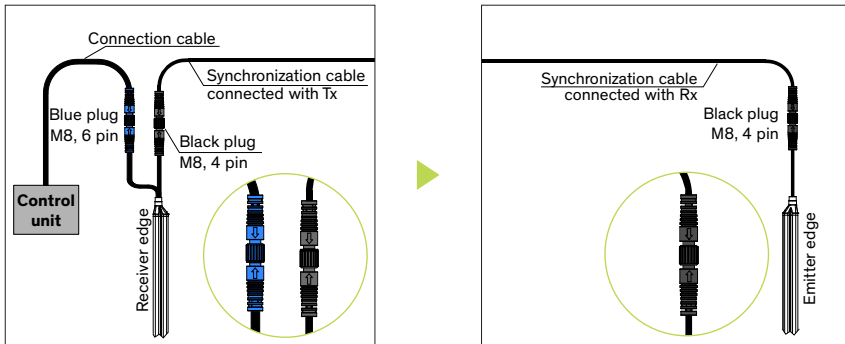 Connection cable
Synchronization cable
connected with Tx
Blue plug
M8, 6 pin
Black plug
M8, 4 pin
Control
unit
Receiver edge
Synchronization cable
connected with Rx
Black plug
M8, 4 pin
Emitter edge